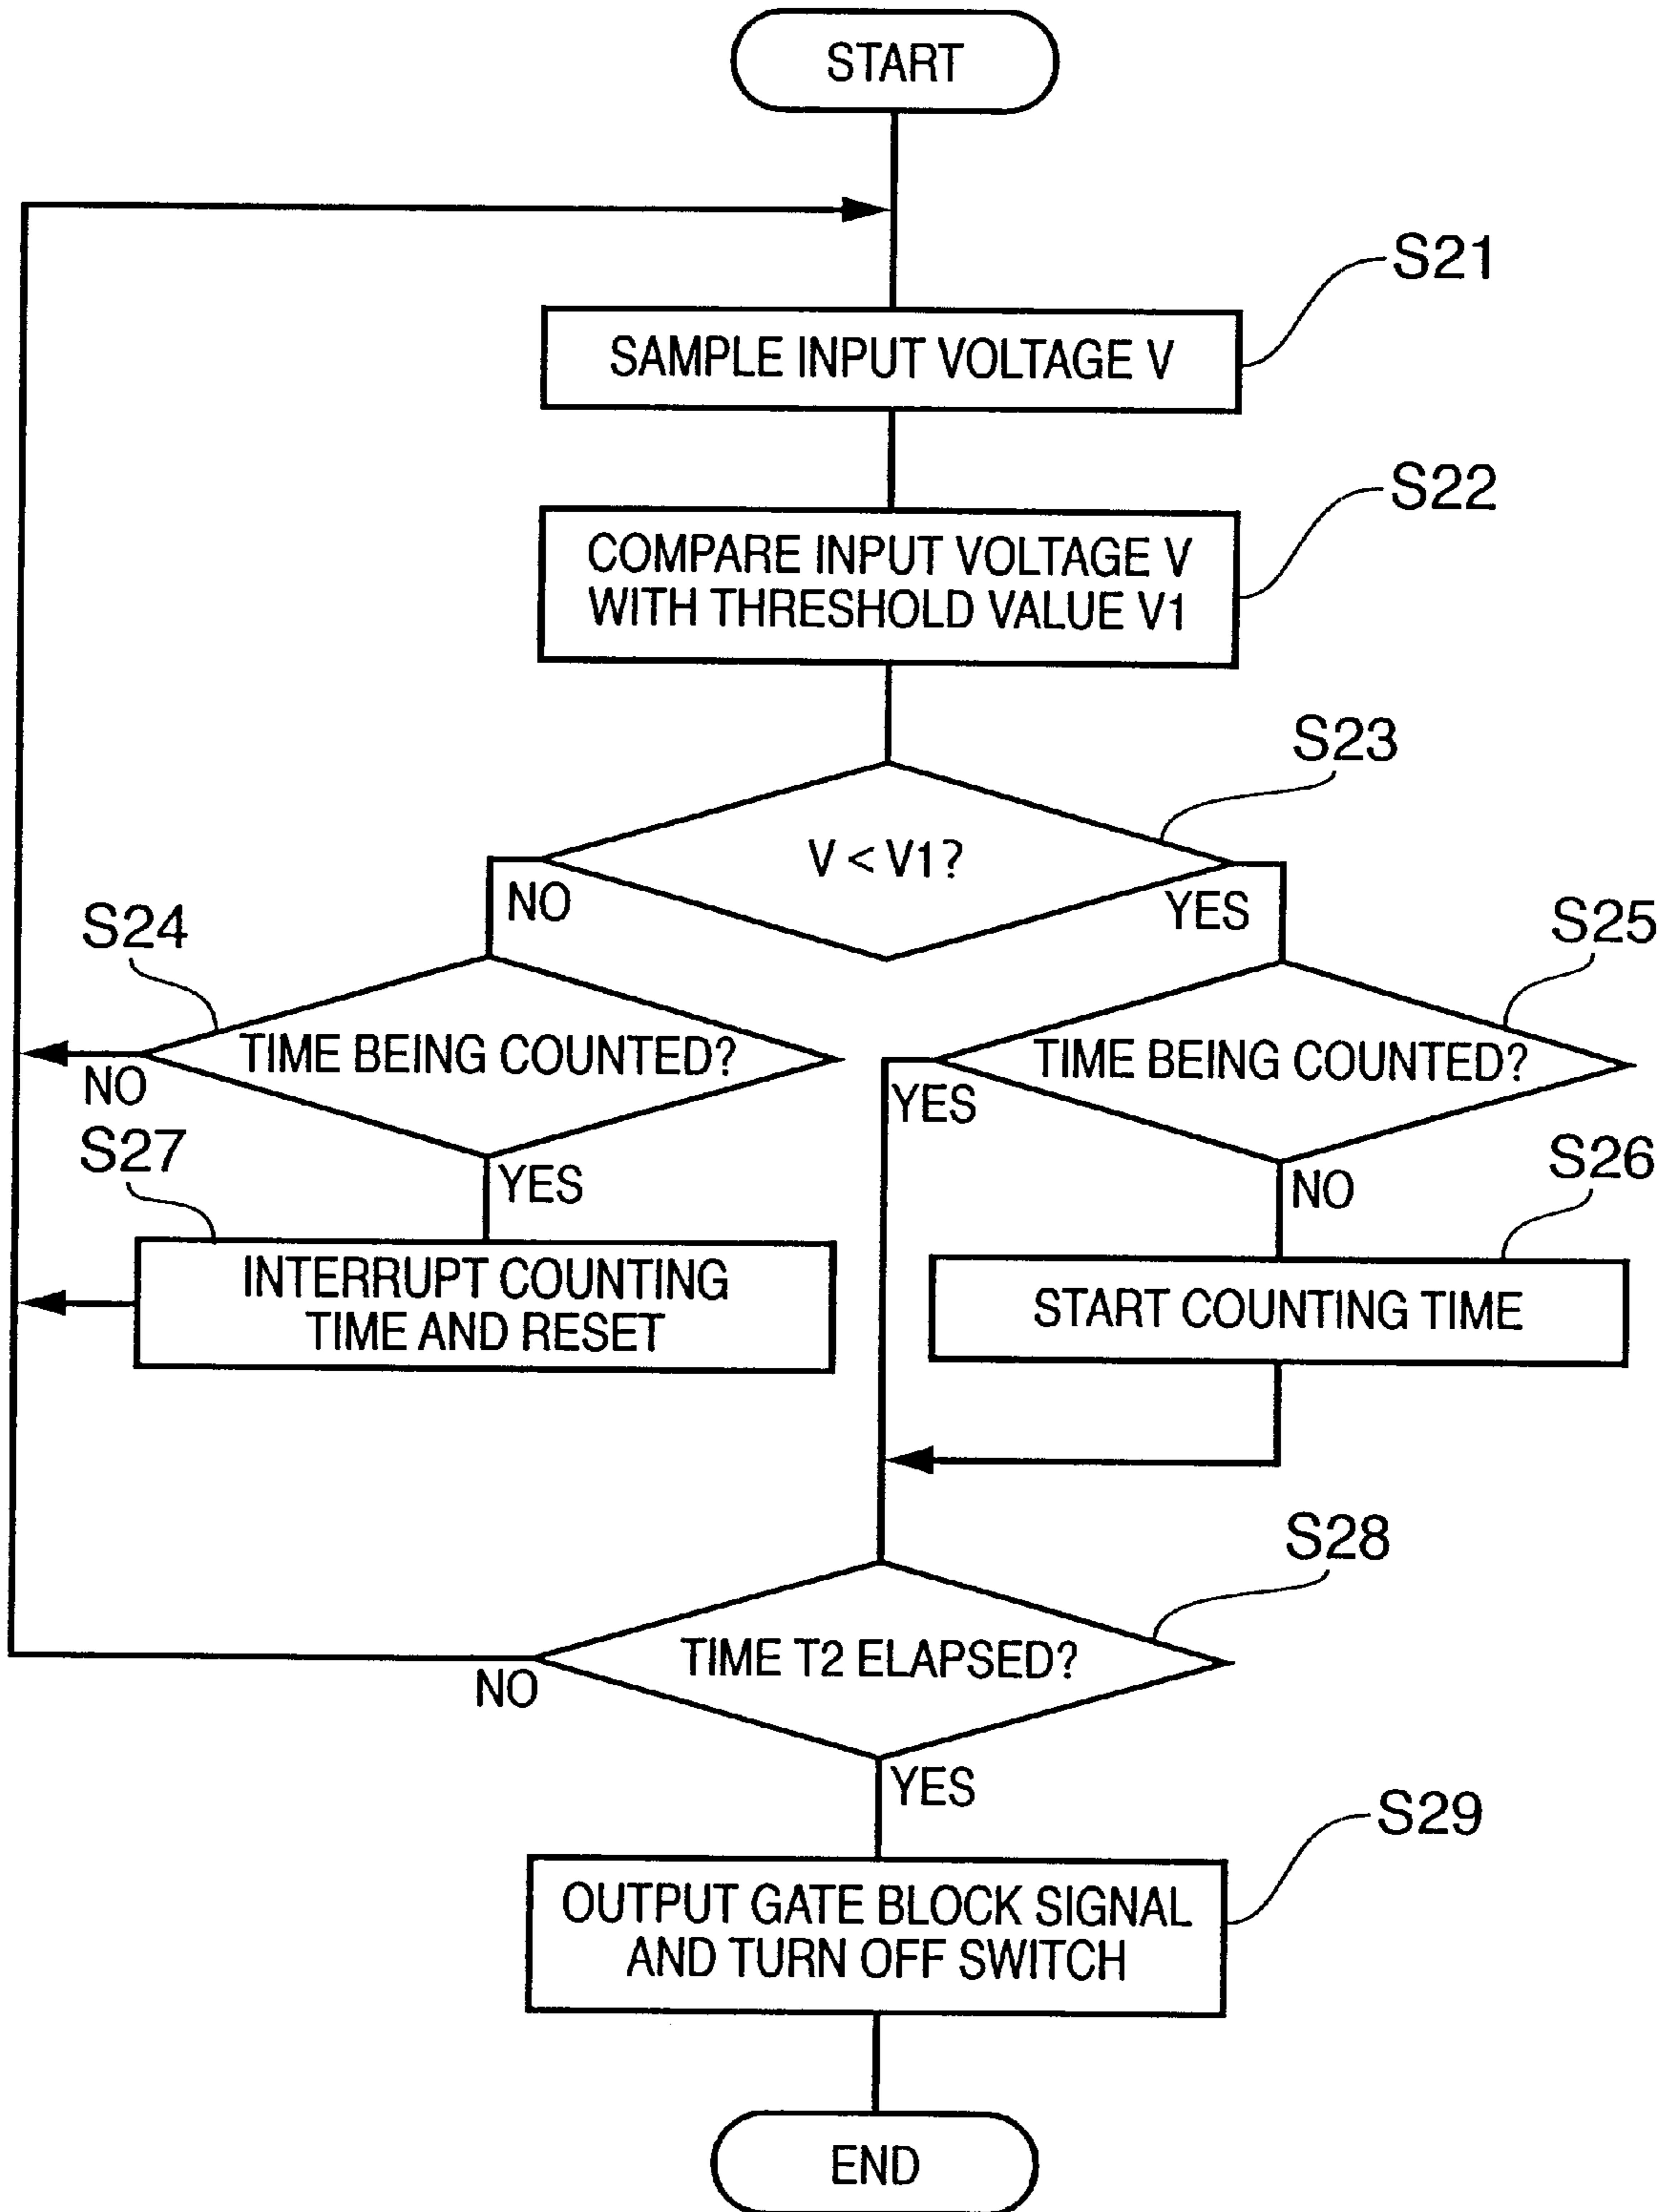 START
S21
SAMPLE INPUT VOLTAGE V
S22
COMPARE INPUT VOLTAGE V
WITH THRESHOLD VALUE V1
S23
V < V1?
NO
YES
S24
S25
TIME BEING COUNTED?
TIME BEING COUNTED?
NO
YES
S27
YES
S26
NO
INTERRUPT COUNTING
TIME AND RESET
START COUNTING TIME
S28
TIME T2 ELAPSED?
NO
YES
S29
OUTPUT GATE BLOCK SIGNAL
AND TURN OFF SWITCH
END